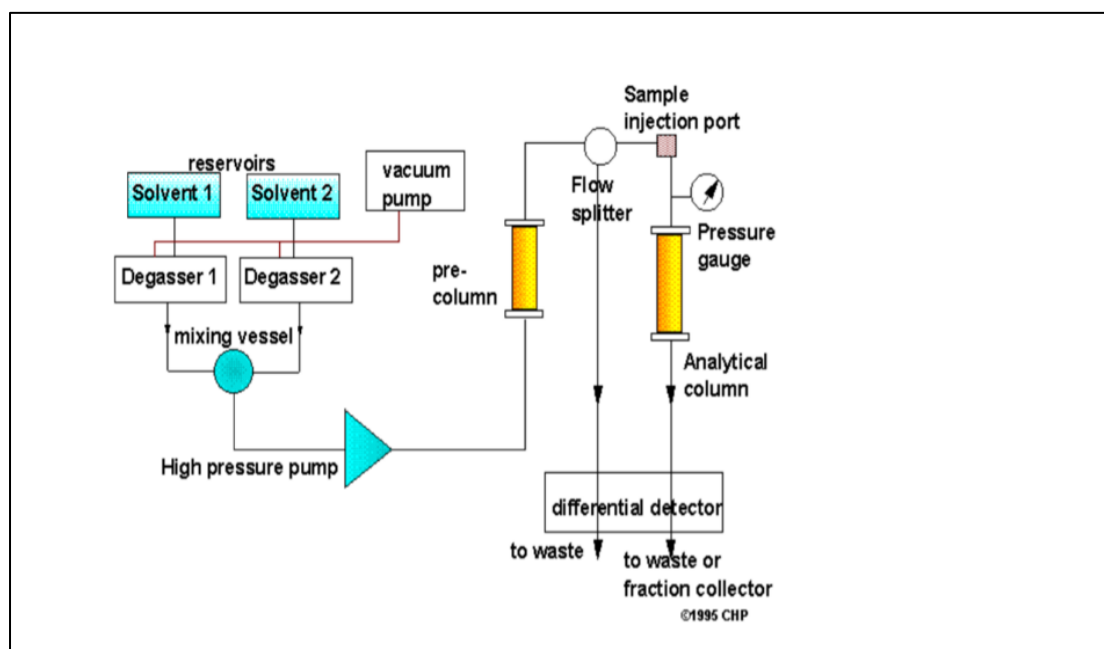 Sample
injection port
reservoirs
Solvent 1
Solvent 2
vacuum
pump
Flow
splitter
Pressure
gauge
Degasser 1
Degasser 2
pre-
column
mixing vessel
Analytical
column
High pressure pump
differential detector
to waste
to waste or
fraction collector
©1995 CHP